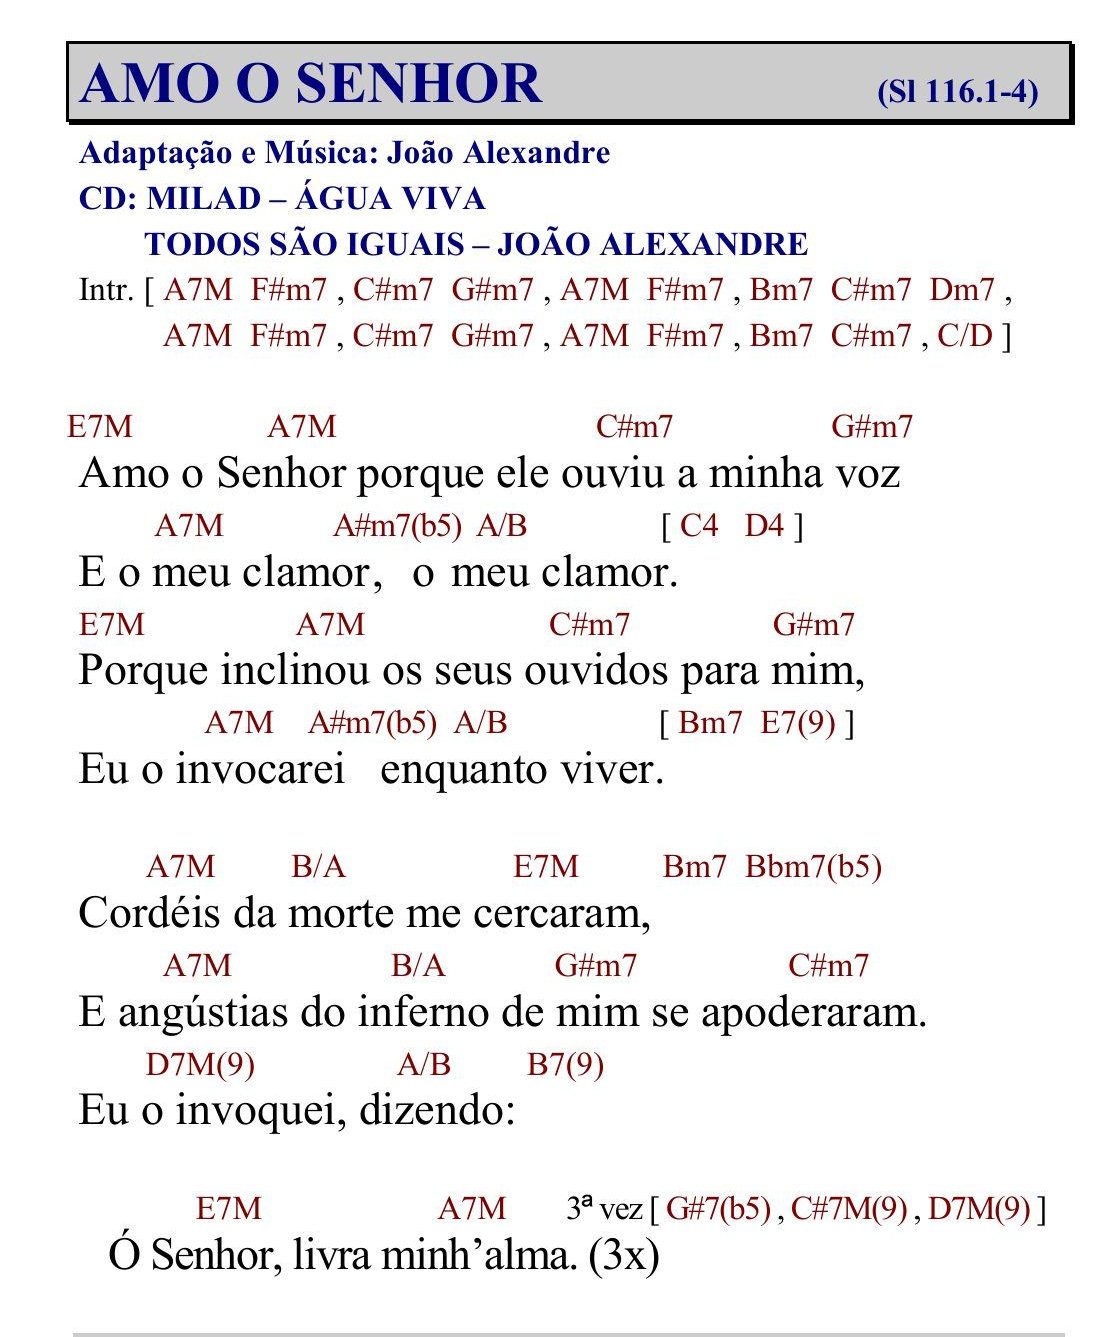 AMO O SENHOR (Sl 116.1-4)
Adaptação e Música: João Alexandre
CD: MILAD – ÁGUA VIVA
TODOS SÃO IGUAIS – JOÃO ALEXANDRE
Intr. [ A7M F#m7 , C#m7 G#m7 , A7M F#m7 , Bm7 C#m7 Dm7 ,
A7M F#m7 , C#m7 G#m7 , A7M F#m7 , Bm7 C#m7 , C/D ]
E7M A7M C#m7 G#m7
Amo o Senhor porque ele ouviu a minha voz
A7M A#m7(b5) A/B [ C4 D4 ]
E o meu clamor, o meu clamor.
E7M A7M C#m7 G#m7
Porque inclinou os seus ouvidos para mim,
A7M A#m7(b5) A/B [ Bm7 E7(9) ]
Eu o invocarei enquanto viver.
A7M B/A E7M Bm7 Bbm7(b5)
Cordéis da morte me cercaram,
A7M B/A G#m7 C#m7
E angústias do inferno de mim se apoderaram.
D7M(9) A/B B7(9)
Eu o invoquei, dizendo:
E7M A7M 3ª vez [ G#7(b5) , C#7M(9) , D7M(9) ]
Ó Senhor, livra minh’alma. (3x)